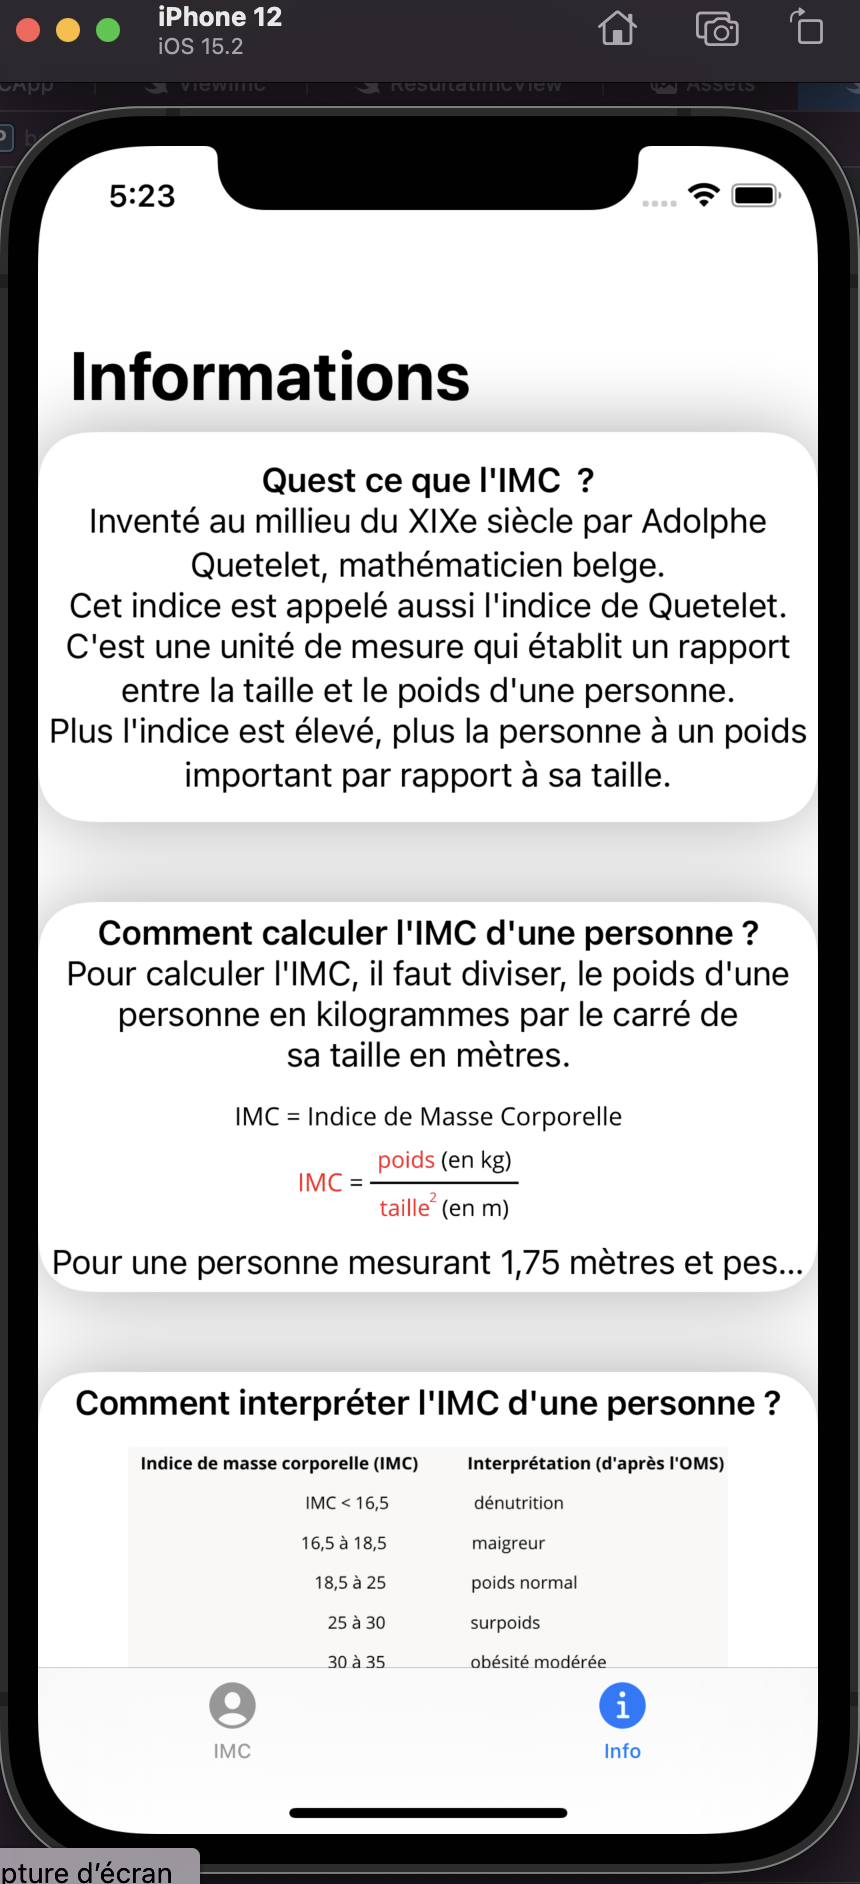 iPhone 12
iOS 15.2
ViewImc
ResultatImcView
Assets
5:23
Informations
Quest ce que l'IMC ?
Inventé au millieu du XIXe siècle par Adolphe
Quetelet, mathématicien belge.
Cet indice est appelé aussi l'indice de Quetelet.
C'est une unité de mesure qui établit un rapport
entre la taille et le poids d'une personne.
Plus l'indice est élevé, plus la personne à un poids
important par rapport à sa taille.
Comment calculer l'IMC d'une personne ?
Pour calculer l'IMC, il faut diviser, le poids d'une
personne en kilogrammes par le carré de
sa taille en mètres.
IMC = Indice de Masse Corporelle
IMC = poids (en kg)
taille² (en m)
Pour une personne mesurant 1,75 mètres et pes...
Comment interpréter l'IMC d'une personne ?
Indice de masse corporelle (IMC) Interprétation (d'après l'OMS)
IMC < 16,5 dénutrition
16,5 à 18,5 maigreur
18,5 à 25 poids normal
25 à 30 surpoids
30 à 35 obésité modérée
IMC Info
pture d'écran